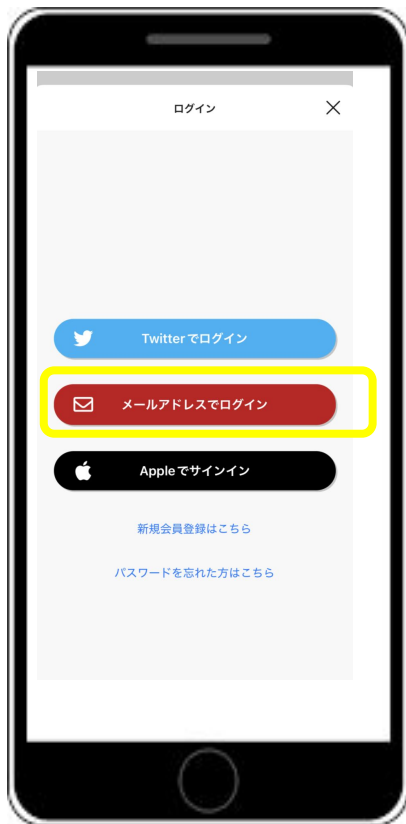 ログイン
Twitterでログイン
メールアドレスでログイン
Appleでサインイン
新規会員登録はこちら
パスワードを忘れた方はこちら